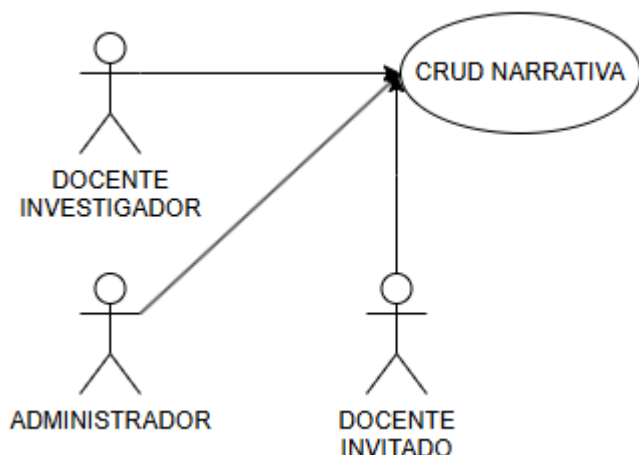 CRUD NARRATIVA
DOCENTE
INVESTIGADOR
ADMINISTRADOR
DOCENTE
INVITADO